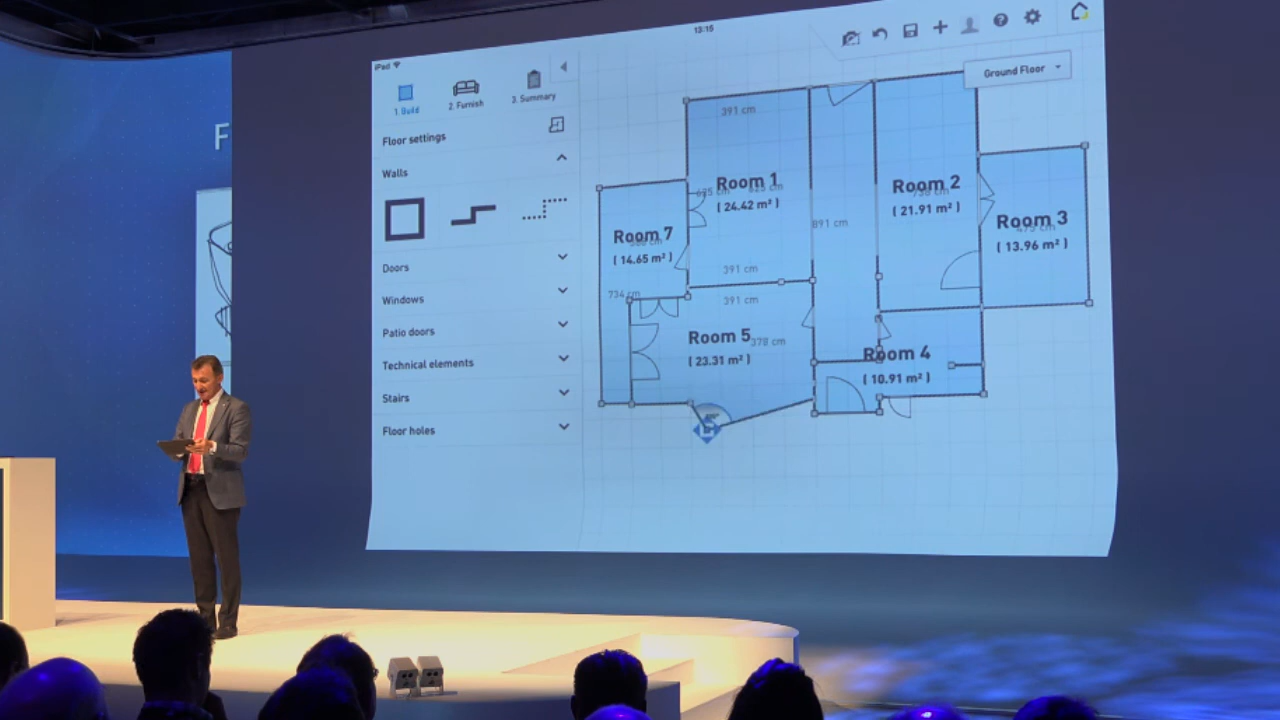 F
iPad
13:15
1. Build
2. Furnish
3. Summary
Floor settings
Walls
Doors
Windows
Patio doors
Technical elements
Stairs
Floor holes
Ground Floor
391 cm
Room 1
( 24.42 m² )
Room 2
( 21.91 m² )
Room 3
( 13.96 m² )
Room 7
( 14.65 m² )
891 cm
391 cm
734 cm
391 cm
Room 5
378 cm
( 23.31 m² )
Room 4
( 10.91 m² )